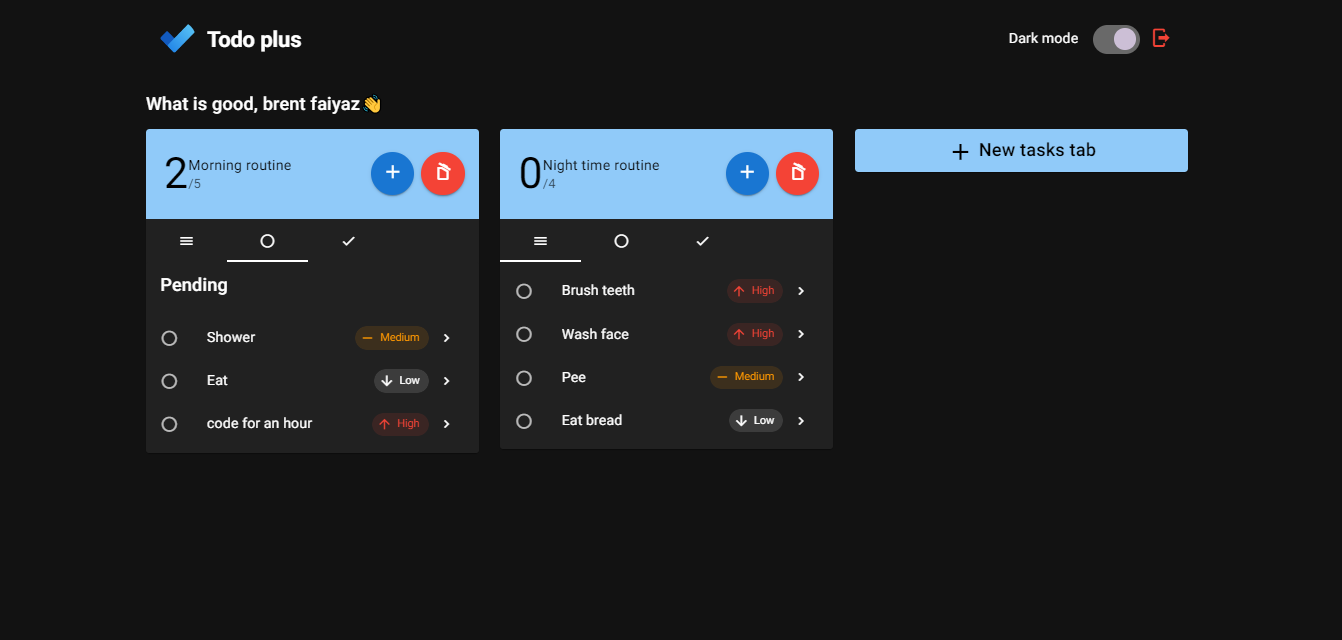 Todo plus
Dark mode
What is good, brent faiyaz 👋
2
Morning routine
/5
Pending
Shower
Medium
Eat
Low
code for an hour
High
0
Night time routine
/4
Brush teeth
High
Wash face
High
Pee
Medium
Eat bread
Low
+ New tasks tab